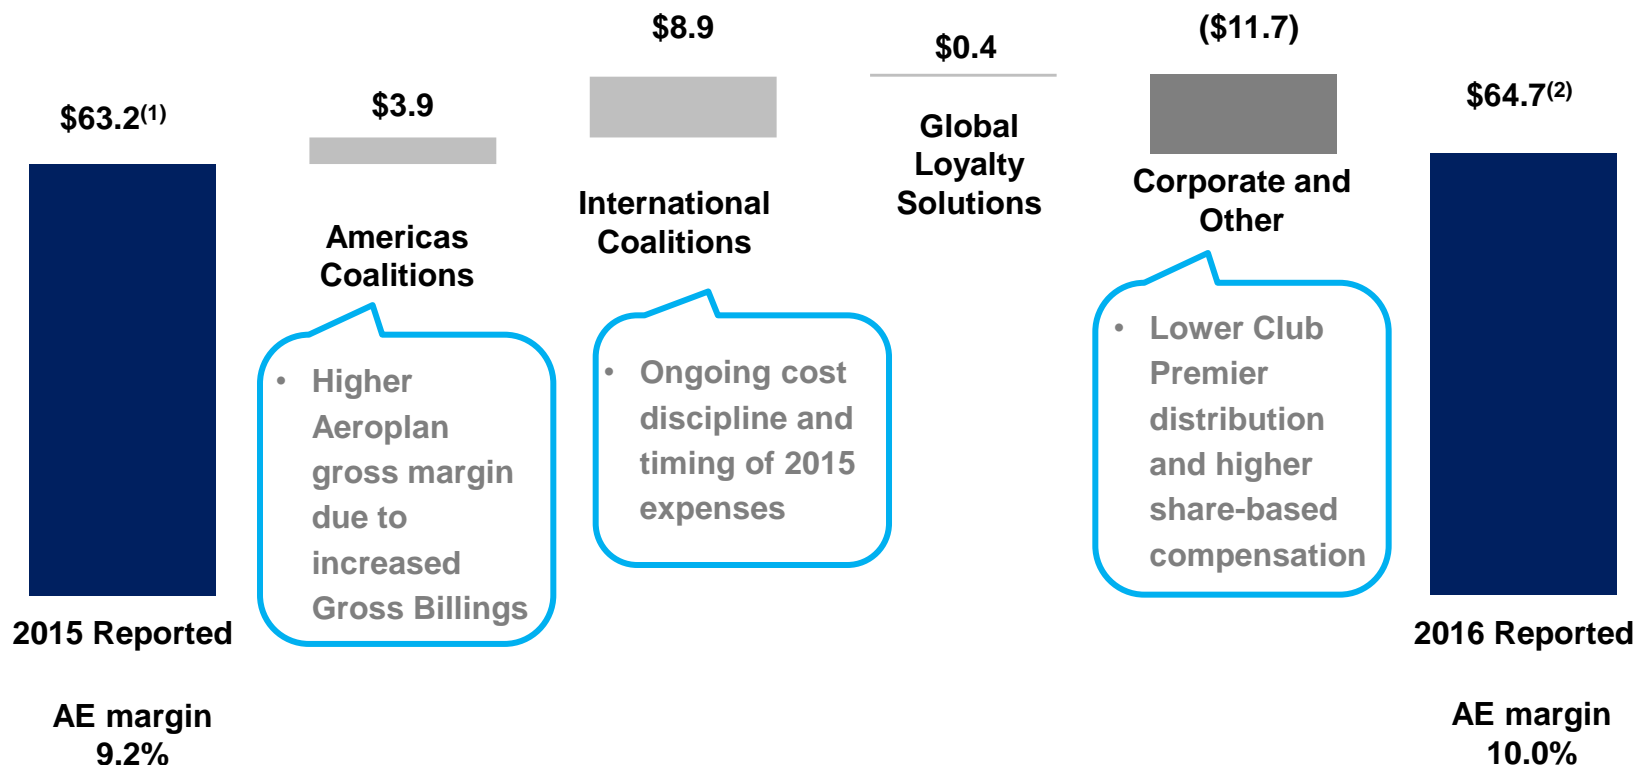 $63.2(1)
$3.9
$8.9
$0.4
($11.7)
$64.7(2)
Americas
Coalitions
International
Coalitions
Global
Loyalty
Solutions
Corporate and
Other
• Higher
Aeroplan
gross margin
due to
increased
Gross Billings
• Ongoing cost
discipline and
timing of 2015
expenses
• Lower Club
Premier
distribution
and higher
share-based
compensation
2015 Reported
2016 Reported
AE margin
9.2%
AE margin
10.0%